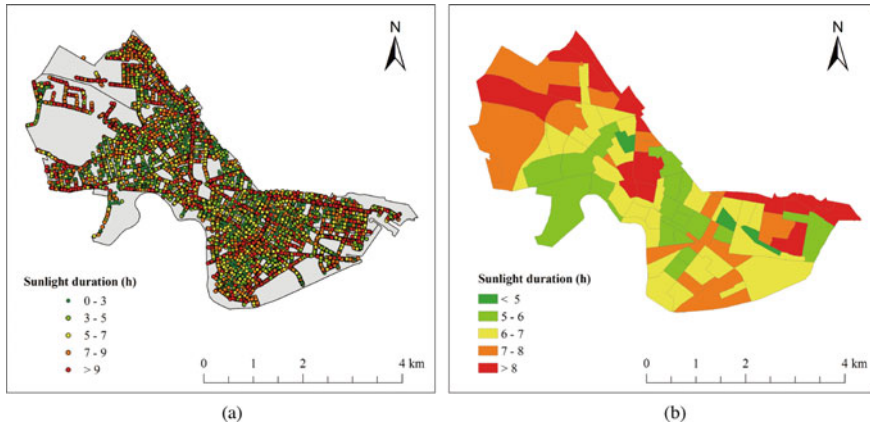 N
Sunlight duration (h)
0 - 3
3 - 5
5 - 7
7 - 9
> 9
0 1 2 4 km
(a)
N
Sunlight duration (h)
< 5
5 - 6
6 - 7
7 - 8
> 8
0 1 2 4 km
(b)